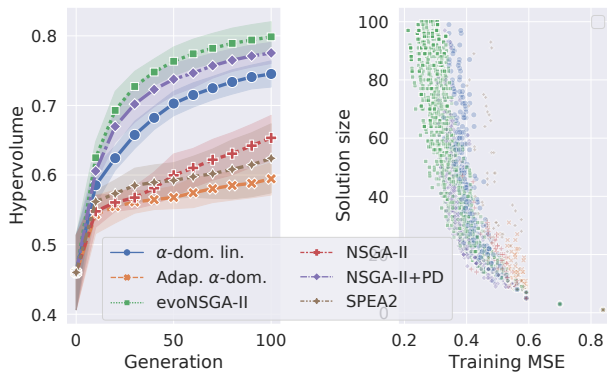 0.8
0.7
0.6
0.5
0.4
Hypervolume
0
50
100
Generation
100
80
60
40
20
0
Solution size
0.2
0.4
0.6
0.8
Training MSE
α-dom. lin.
Adap. α-dom.
evoNSGA-II
NSGA-II
NSGA-II+PD
SPEA2